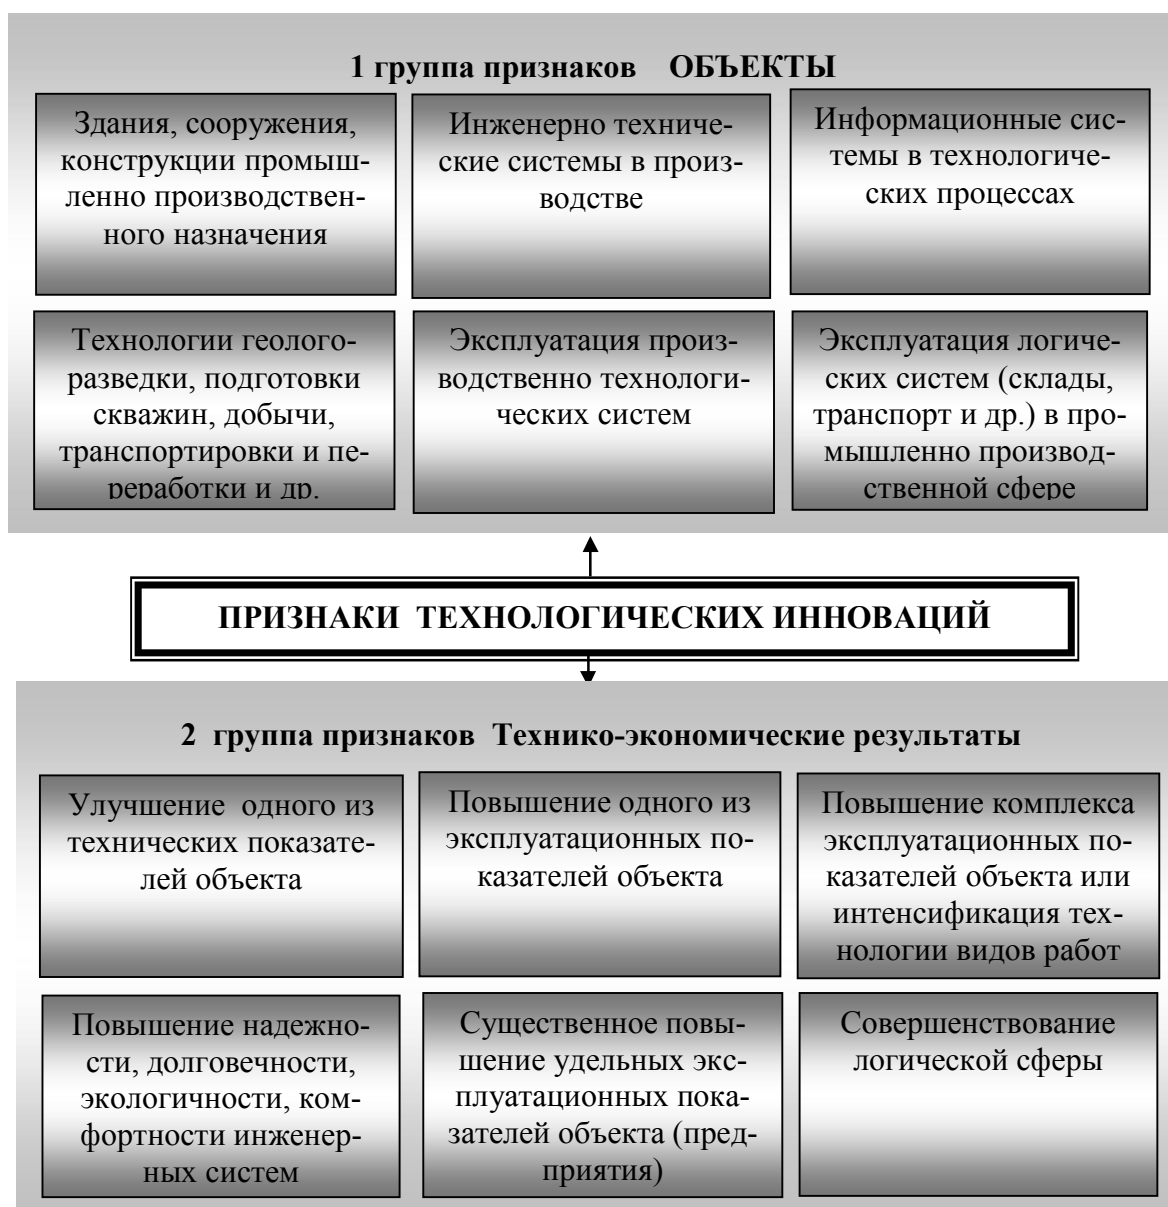 1 группа признаков ОБЪЕКТЫ
Здания, сооружения,
конструкции промыш-
ленно производствен-
ного назначения
Инженерно техниче-
ские системы в произ-
водстве
Информационные сис-
темы в технологиче-
ских процессах
Технологии геолого-
разведки, подготовки
скважин, добычи,
транспортировки и пе-
реработки и др.
Эксплуатация произ-
водственно технологи-
ческих систем
Эксплуатация логиче-
ских систем (склады,
транспорт и др.) в про-
мышленно производ-
ственной сфере
ПРИЗНАКИ ТЕХНОЛОГИЧЕСКИХ ИННОВАЦИЙ
2 группа признаков Технико-экономические результаты
Улучшение одного из
технических показате-
лей объекта
Повышение одного из
эксплуатационных по-
казателей объекта
Повышение комплекса
эксплуатационных по-
казателей объекта или
интенсификация тех-
нологии видов работ
Повышение надежно-
сти, долговечности,
экологичности, ком-
фортности инженер-
ных систем
Существенное повы-
шение удельных экс-
плуатационных пока-
зателей объекта (пред-
приятия)
Совершенствование
логической сферы